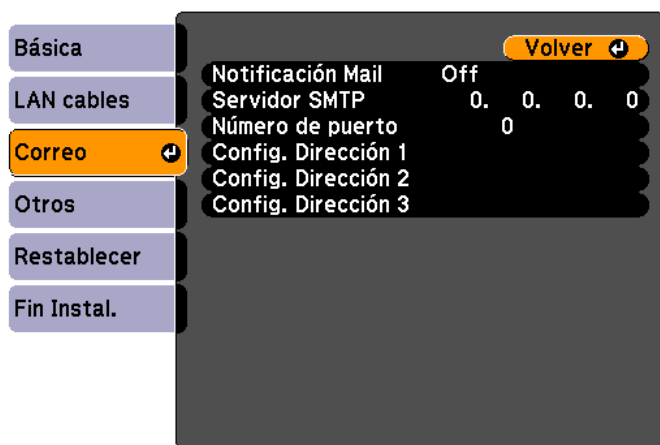 Básica
LAN cables
Correo
Otros
Restablecer
Fin Instal.
Volver
Notificación Mail Off
Servidor SMTP 0. 0. 0. 0
Número de puerto 0
Config. Dirección 1
Config. Dirección 2
Config. Dirección 3